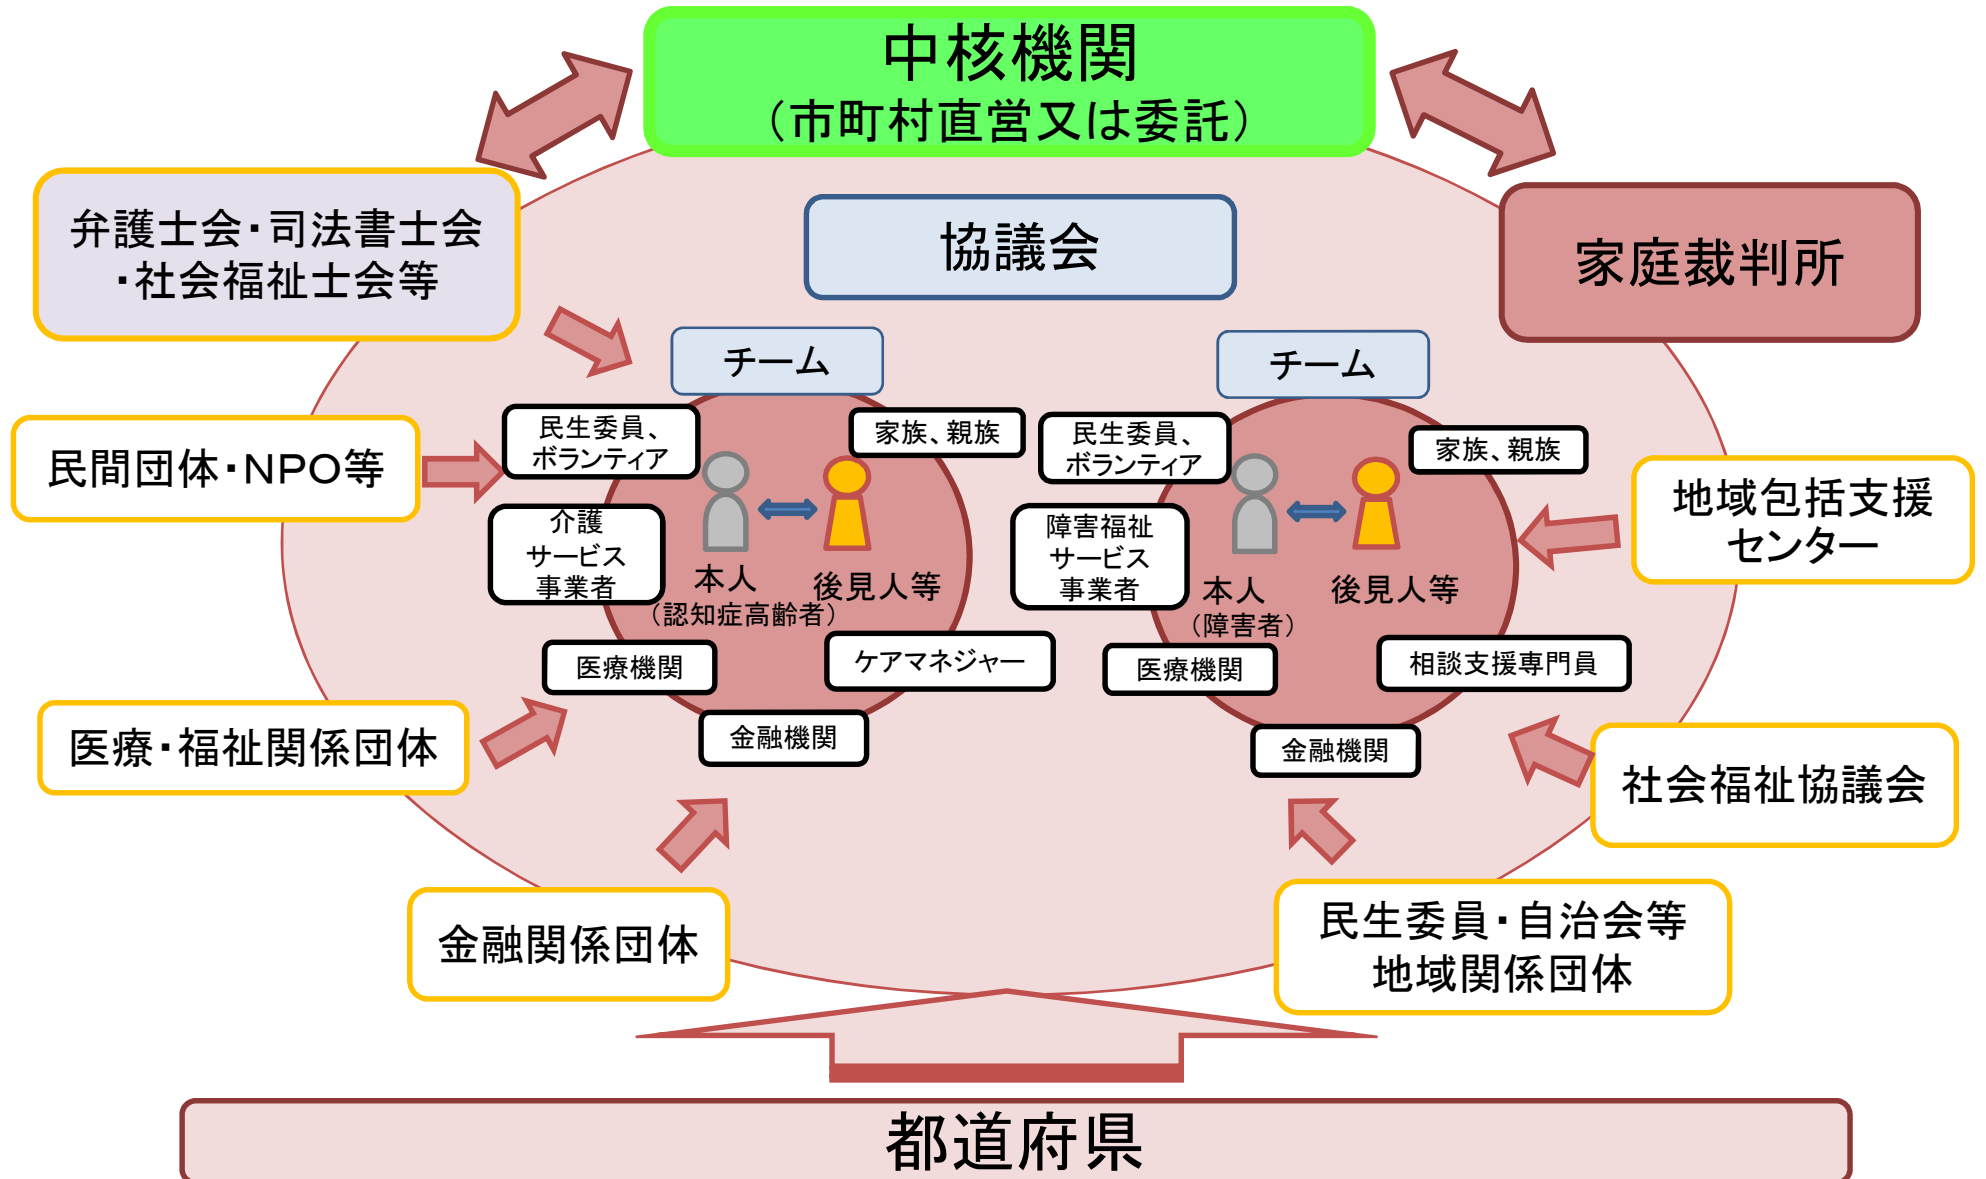 中核機関
（市町村直営又は委託）
弁護士会・司法書士会
・社会福祉士会等
協議会
家庭裁判所
チーム
民生委員、
ボランティア
家族、親族
介護
サービス
事業者
本人
（認知症高齢者）
後見人等
医療機関
ケアマネジャー
金融機関
チーム
民生委員、
ボランティア
家族、親族
障害福祉
サービス
事業者
本人
（障害者）
後見人等
医療機関
相談支援専門員
金融機関
民間団体・NPO等
地域包括支援
センター
医療・福祉関係団体
社会福祉協議会
金融関係団体
民生委員・自治会等
地域関係団体
都道府県